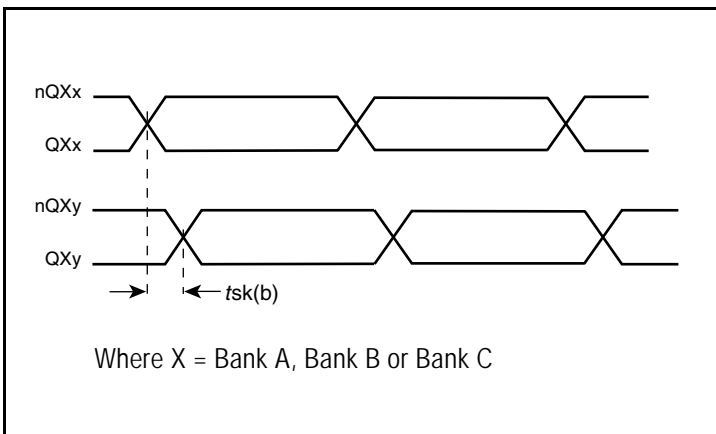 nQXx
QXx
nQXy
QXy
tsk(b)
Where X = Bank A, Bank B or Bank C